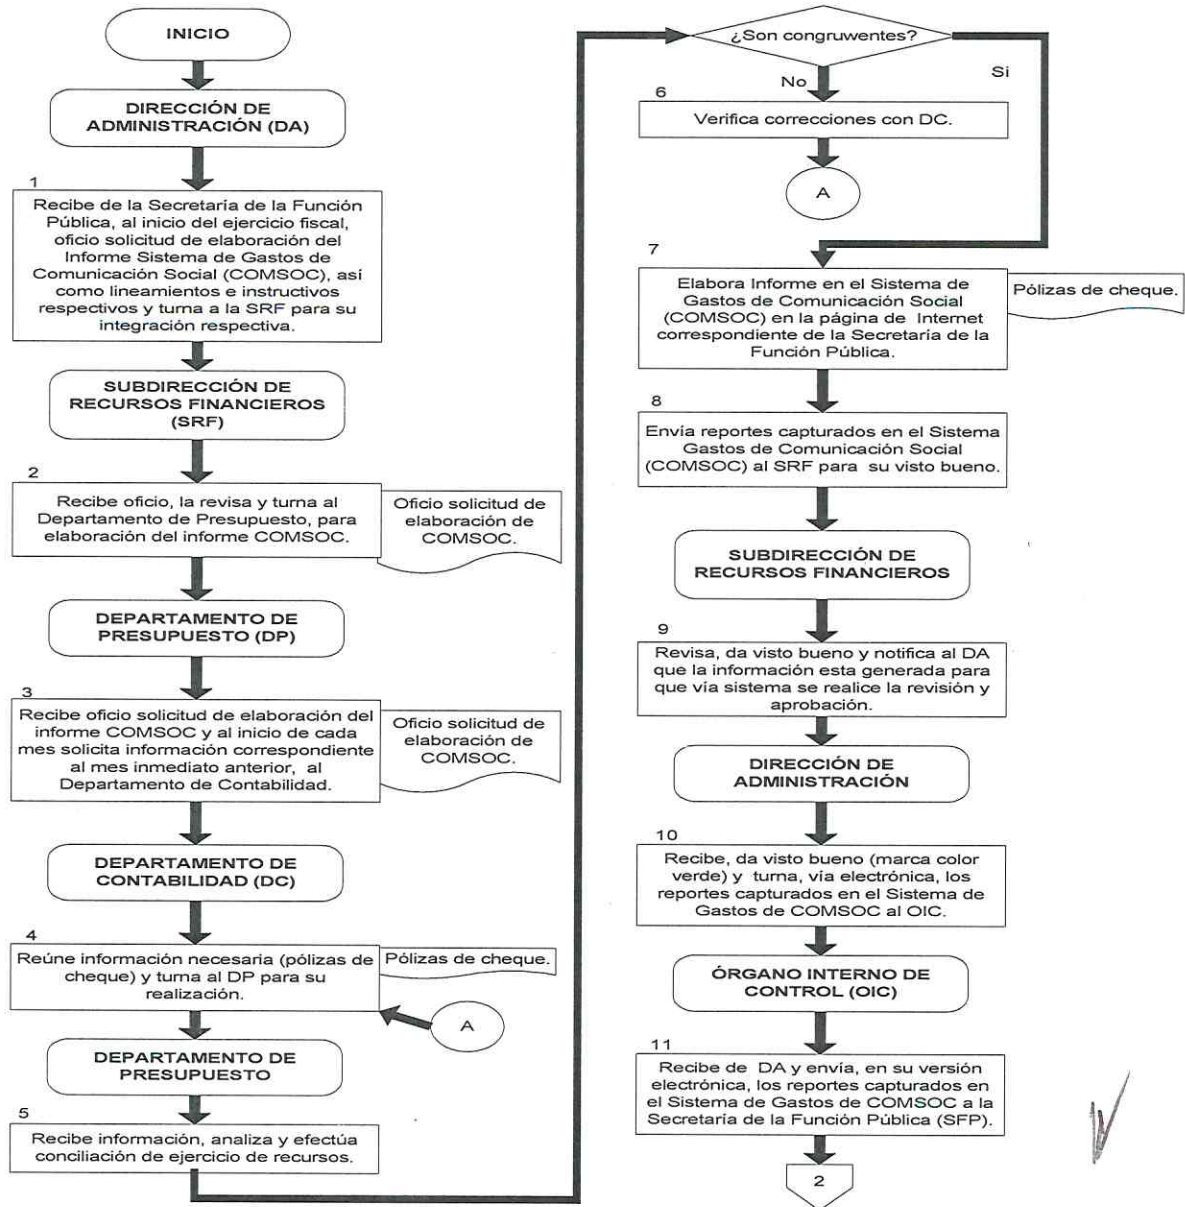 INICIO
DIRECCIÓN DE
ADMINISTRACIÓN (DA)
1
Recibe de la Secretaría de la Función
Pública, al inicio del ejercicio fiscal,
oficio solicitud de elaboración del
Informe Sistema de Gastos de
Comunicación Social (COMSOC), así
como lineamientos e instructivos
respectivos y turna a la SRF para su
integración respectiva.
SUBDIRECCIÓN DE
RECURSOS FINANCIEROS
(SRF)
2
Recibe oficio, la revisa y turna al
Departamento de Presupuesto, para
elaboración del informe COMSOC.
Oficio solicitud de
elaboración de
COMSOC.
DEPARTAMENTO DE
PRESUPUESTO (DP)
3
Recibe oficio solicitud de elaboración del
informe COMSOC y al inicio de cada
mes solicita información correspondiente
al mes inmediato anterior, al
Departamento de Contabilidad.
Oficio solicitud de
elaboración de
COMSOC.
DEPARTAMENTO DE
CONTABILIDAD (DC)
4
Reúne información necesaria (pólizas de
cheque) y turna al DP para su
realización.
Pólizas de cheque.
A
DEPARTAMENTO DE
PRESUPUESTO
5
Recibe información, analiza y efectúa
conciliación de ejercicio de recursos.
¿Son congruwentes?
No
Si
6
Verifica correcciones con DC.
A
7
Elabora Informe en el Sistema de
Gastos de Comunicación Social
(COMSOC) en la página de Internet
correspondiente de la Secretaría de la
Función Pública.
Pólizas de cheque.
8
Envía reportes capturados en el Sistema
Gastos de Comunicación Social
(COMSOC) al SRF para su visto bueno.
SUBDIRECCIÓN DE
RECURSOS FINANCIEROS
9
Revisa, da visto bueno y notifica al DA
que la información esta generada para
que vía sistema se realice la revisión y
aprobación.
DIRECCIÓN DE
ADMINISTRACIÓN
10
Recibe, da visto bueno (marca color
verde) y turna, vía electrónica, los
reportes capturados en el Sistema de
Gastos de COMSOC al OIC.
ÓRGANO INTERNO DE
CONTROL (OIC)
11
Recibe de DA y envía, en su versión
electrónica, los reportes capturados en
el Sistema de Gastos de COMSOC a la
Secretaría de la Función Pública (SFP).
2